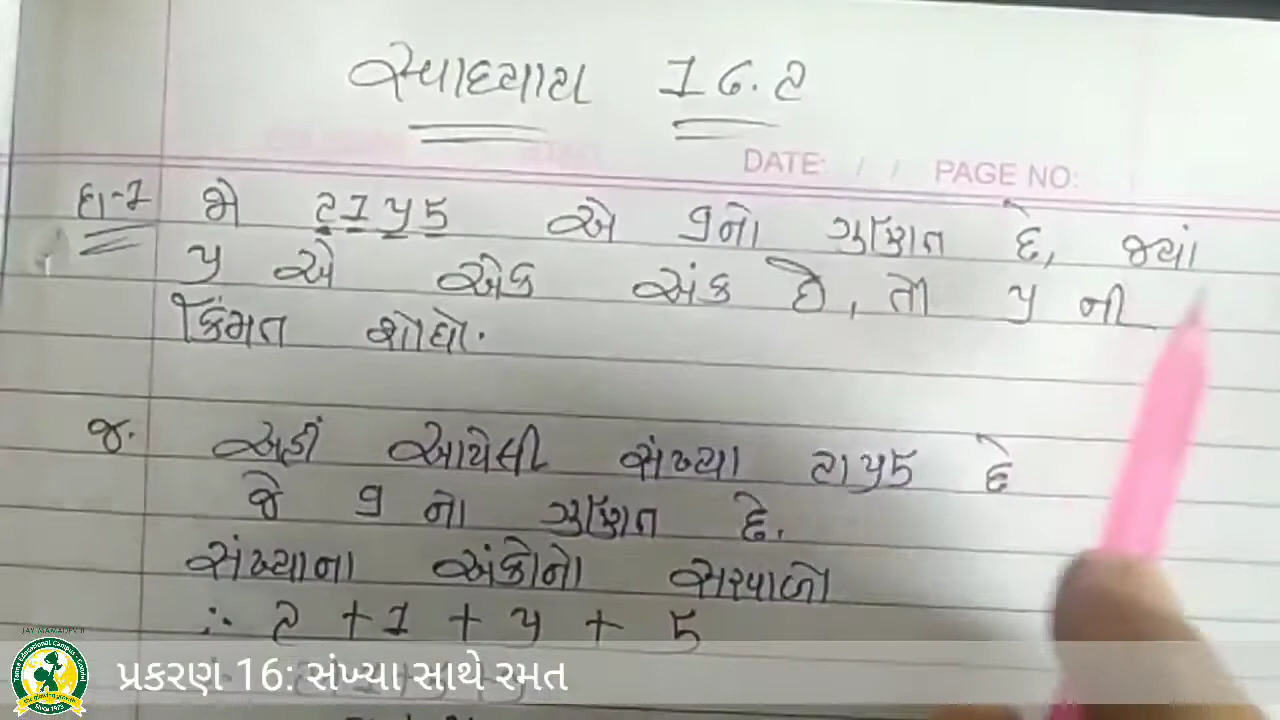 સ્વાધ્યાય 16.2
DATE: / / PAGE NO:
દા-1 જો 21y5 એ 9નો ગુણિત છે, જ્યાં
y એ એક અંક છે, તો y ની
કિંમત શોધો.
જ. અહીં આપેલી સંખ્યા 21y5 છે
જે 9 નો ગુણિત છે.
સંખ્યાના અંકોનો સરવાળો
∴ 2 + 1 + y + 5
પ્રકરણ 16: સંખ્યા સાથે રમત